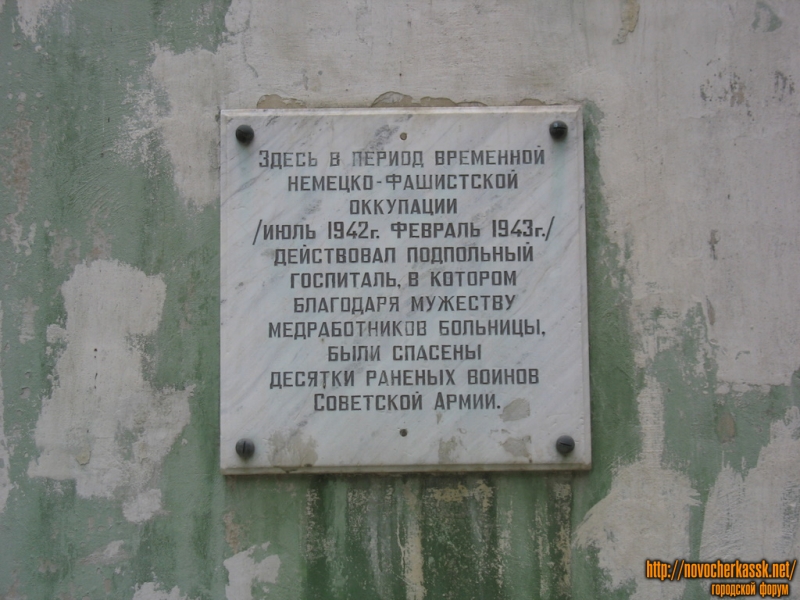 Здесь в период временной
немецко-фашистской
оккупации
/июль 1942г. февраль 1943г./
действовал подпольный
госпиталь, в котором
благодаря мужеству
медработников больницы,
были спасены
десятки раненых воинов
Советской Армии.
http://novocherkassk.net/
городской форум